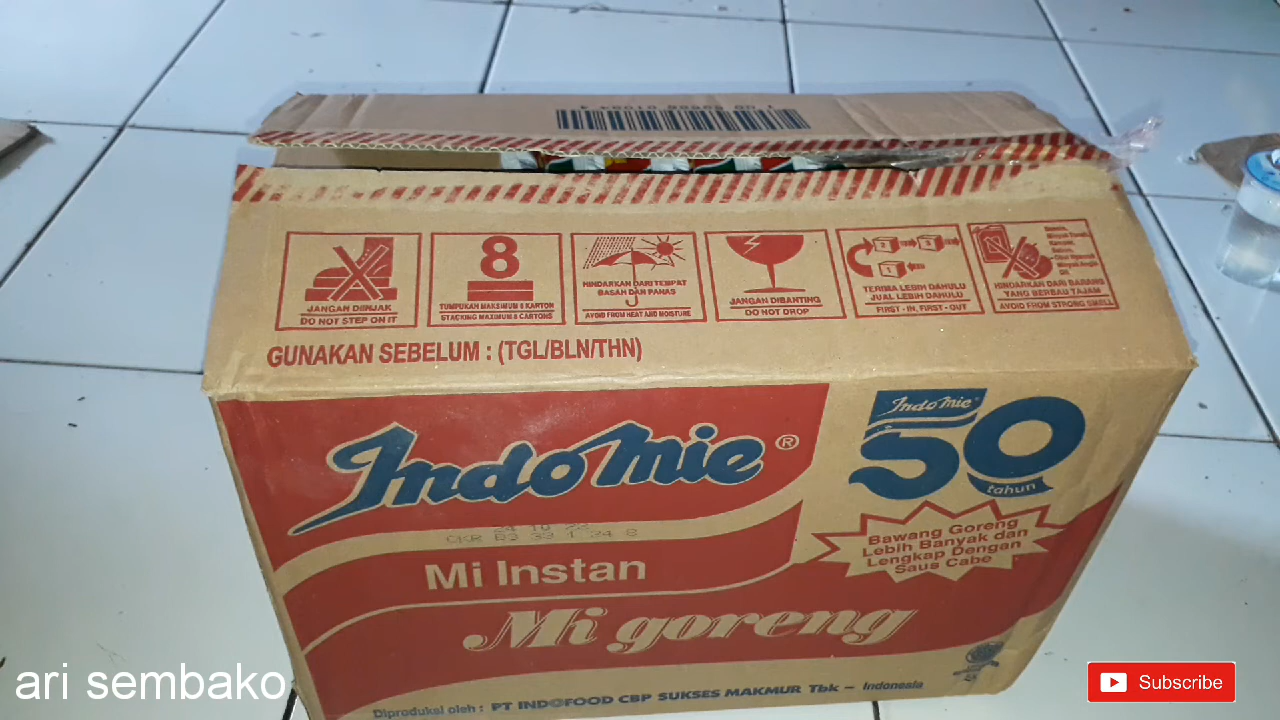 JANGAN DIINJAK
DO NOT STEP ON IT
8
TUMPUKAN MAKSIMUM 8 KARTON
STACKING MAXIMUM 8 CARTONS
HINDARKAN DARI TEMPAT
BASAH DAN PANAS
AVOID FROM HEAT AND MOISTURE
JANGAN DIBANTING
DO NOT DROP
TERIMA LEBIH DAHULU
JUAL LEBIH DAHULU
FIRST - IN, FIRST - OUT
HINDARKAN DARI BARANG
YANG BERBAU TAJAM
AVOID FROM STRONG SMELL
GUNAKAN SEBELUM : (TGL/BLN/THN)
Indomie®
Indomie
50
tahun
Bawang Goreng
Lebih Banyak dan
Lengkap Dengan
Saus Cabe
Mi Instan
Mi goreng
Diproduksi oleh : PT INDOFOOD CBP SUKSES MAKMUR Tbk – Indonesia
ari sembako
Subscribe